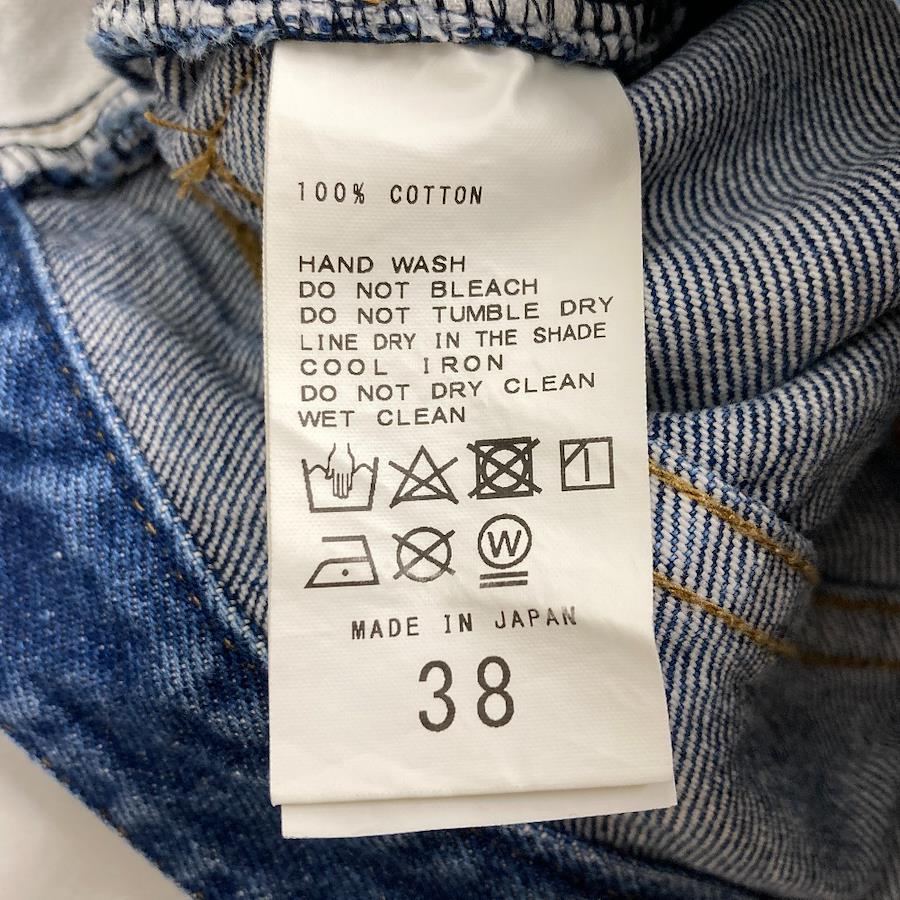 100% COTTON
HAND WASH
DO NOT BLEACH
DO NOT TUMBLE DRY
LINE DRY IN THE SHADE
COOL IRON
DO NOT DRY CLEAN
WET CLEAN
W
MADE IN JAPAN
38